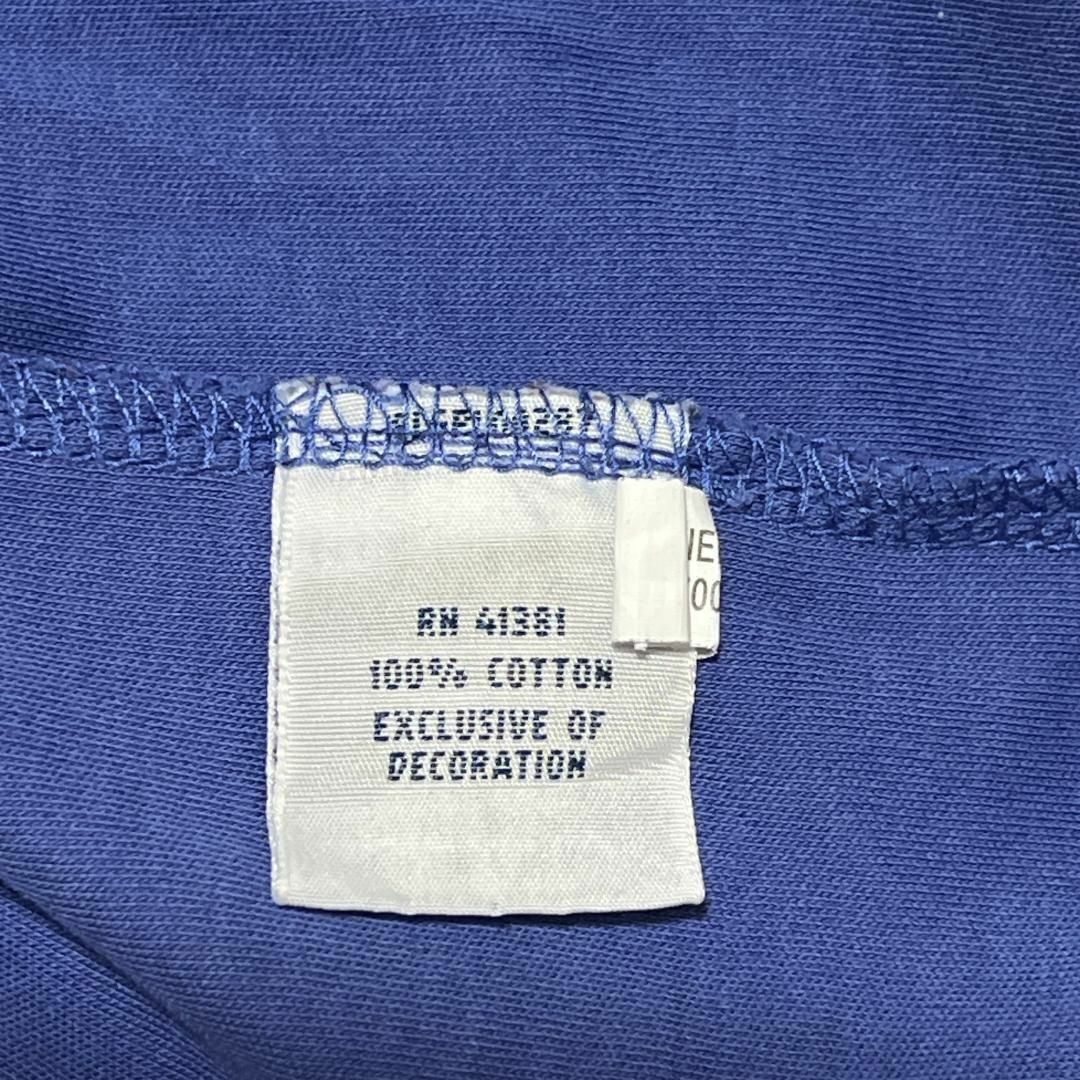 RN 41381
100% COTTON
EXCLUSIVE OF
DECORATION